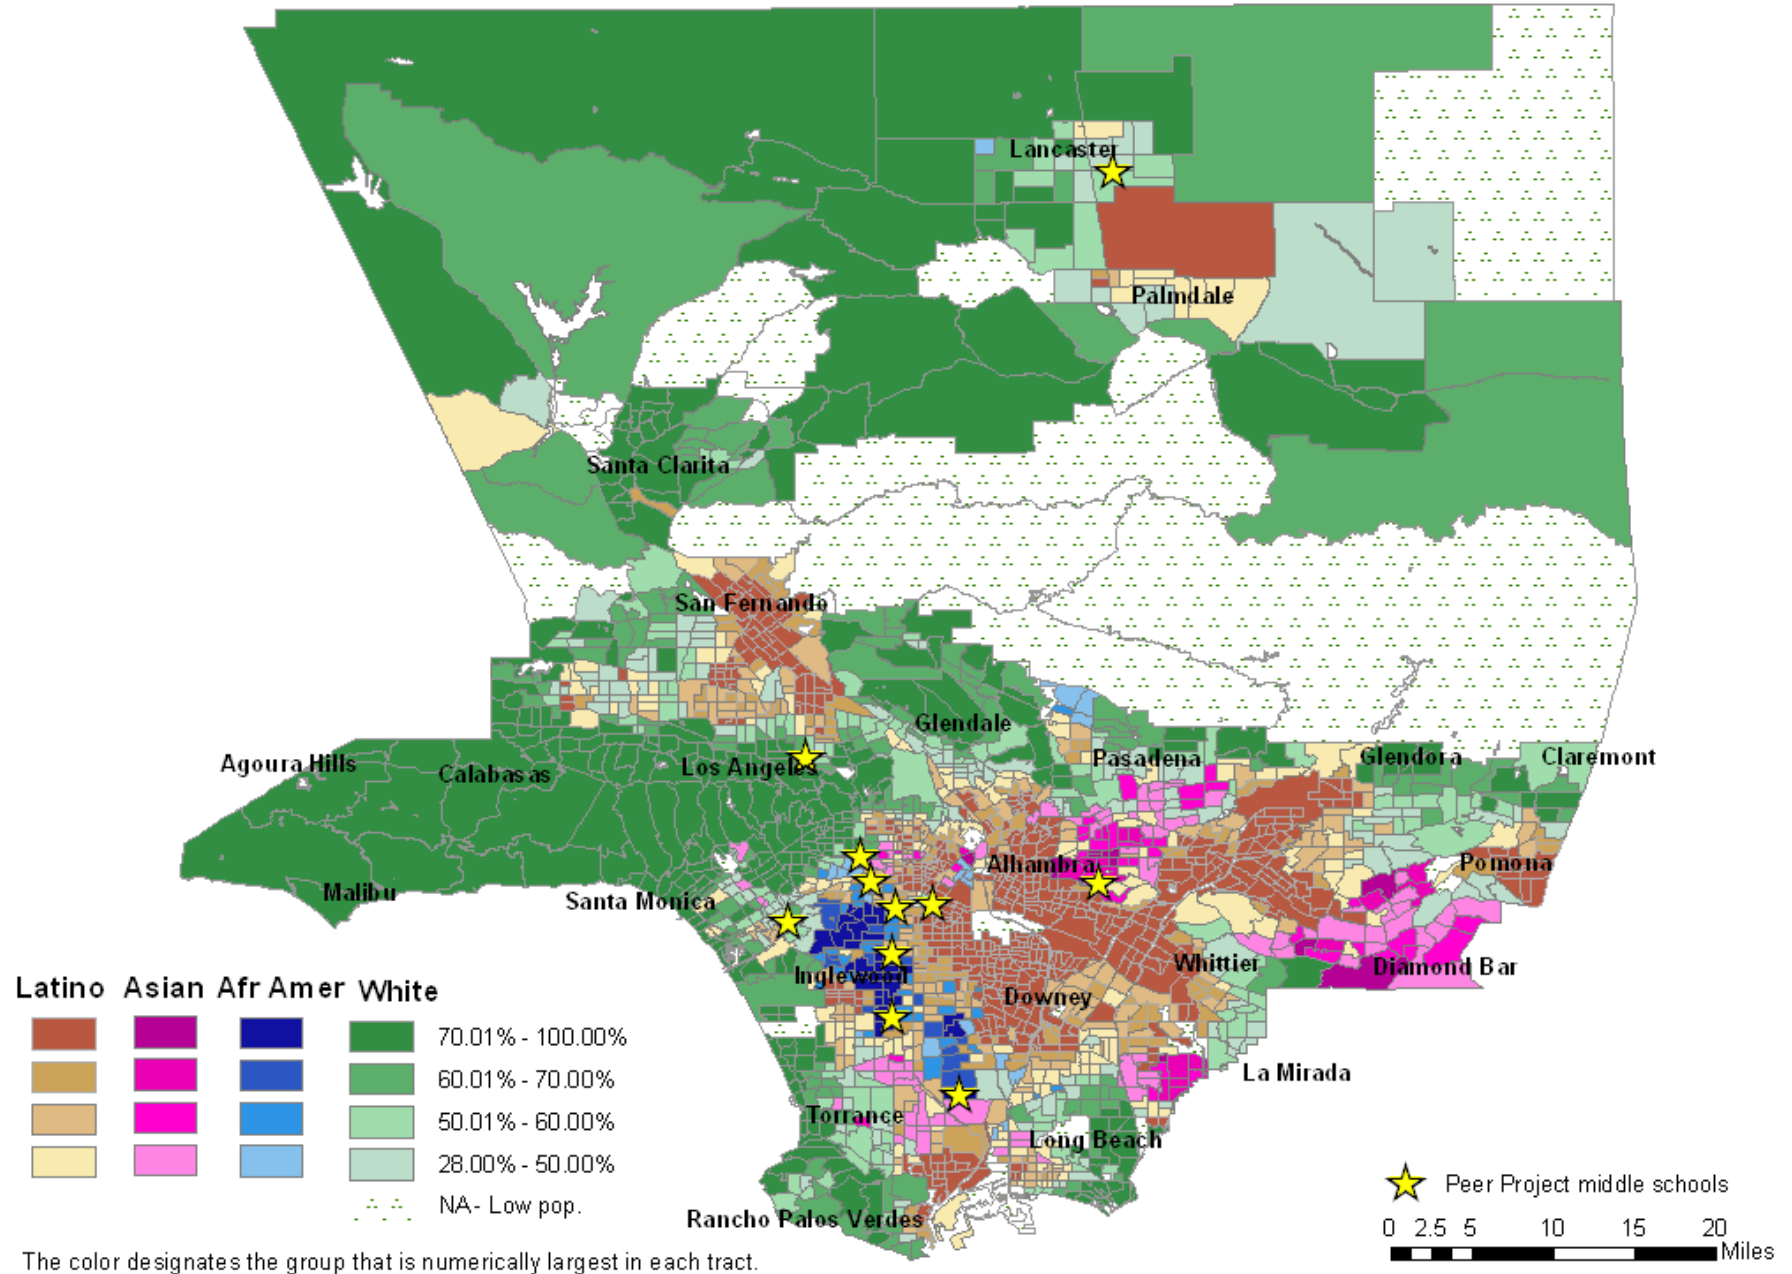 Lancaster
Palmdale
Santa Clarita
San Fernando
Glendale
Agoura Hills
Calabasas
Los Angeles
Pasadena
Glendora
Claremont
Alhambra
Pomona
Malibu
Santa Monica
Inglewood
Whittier
Diamond Bar
Downey
La Mirada
Torrance
Long Beach
Rancho Palos Verdes
Latino Asian Afr Amer White
70.01% - 100.00%
60.01% - 70.00%
50.01% - 60.00%
28.00% - 50.00%
NA- Low pop.
The color designates the group that is numerically largest in each tract.
Peer Project middle schools
0 2.5 5 10 15 20
Miles